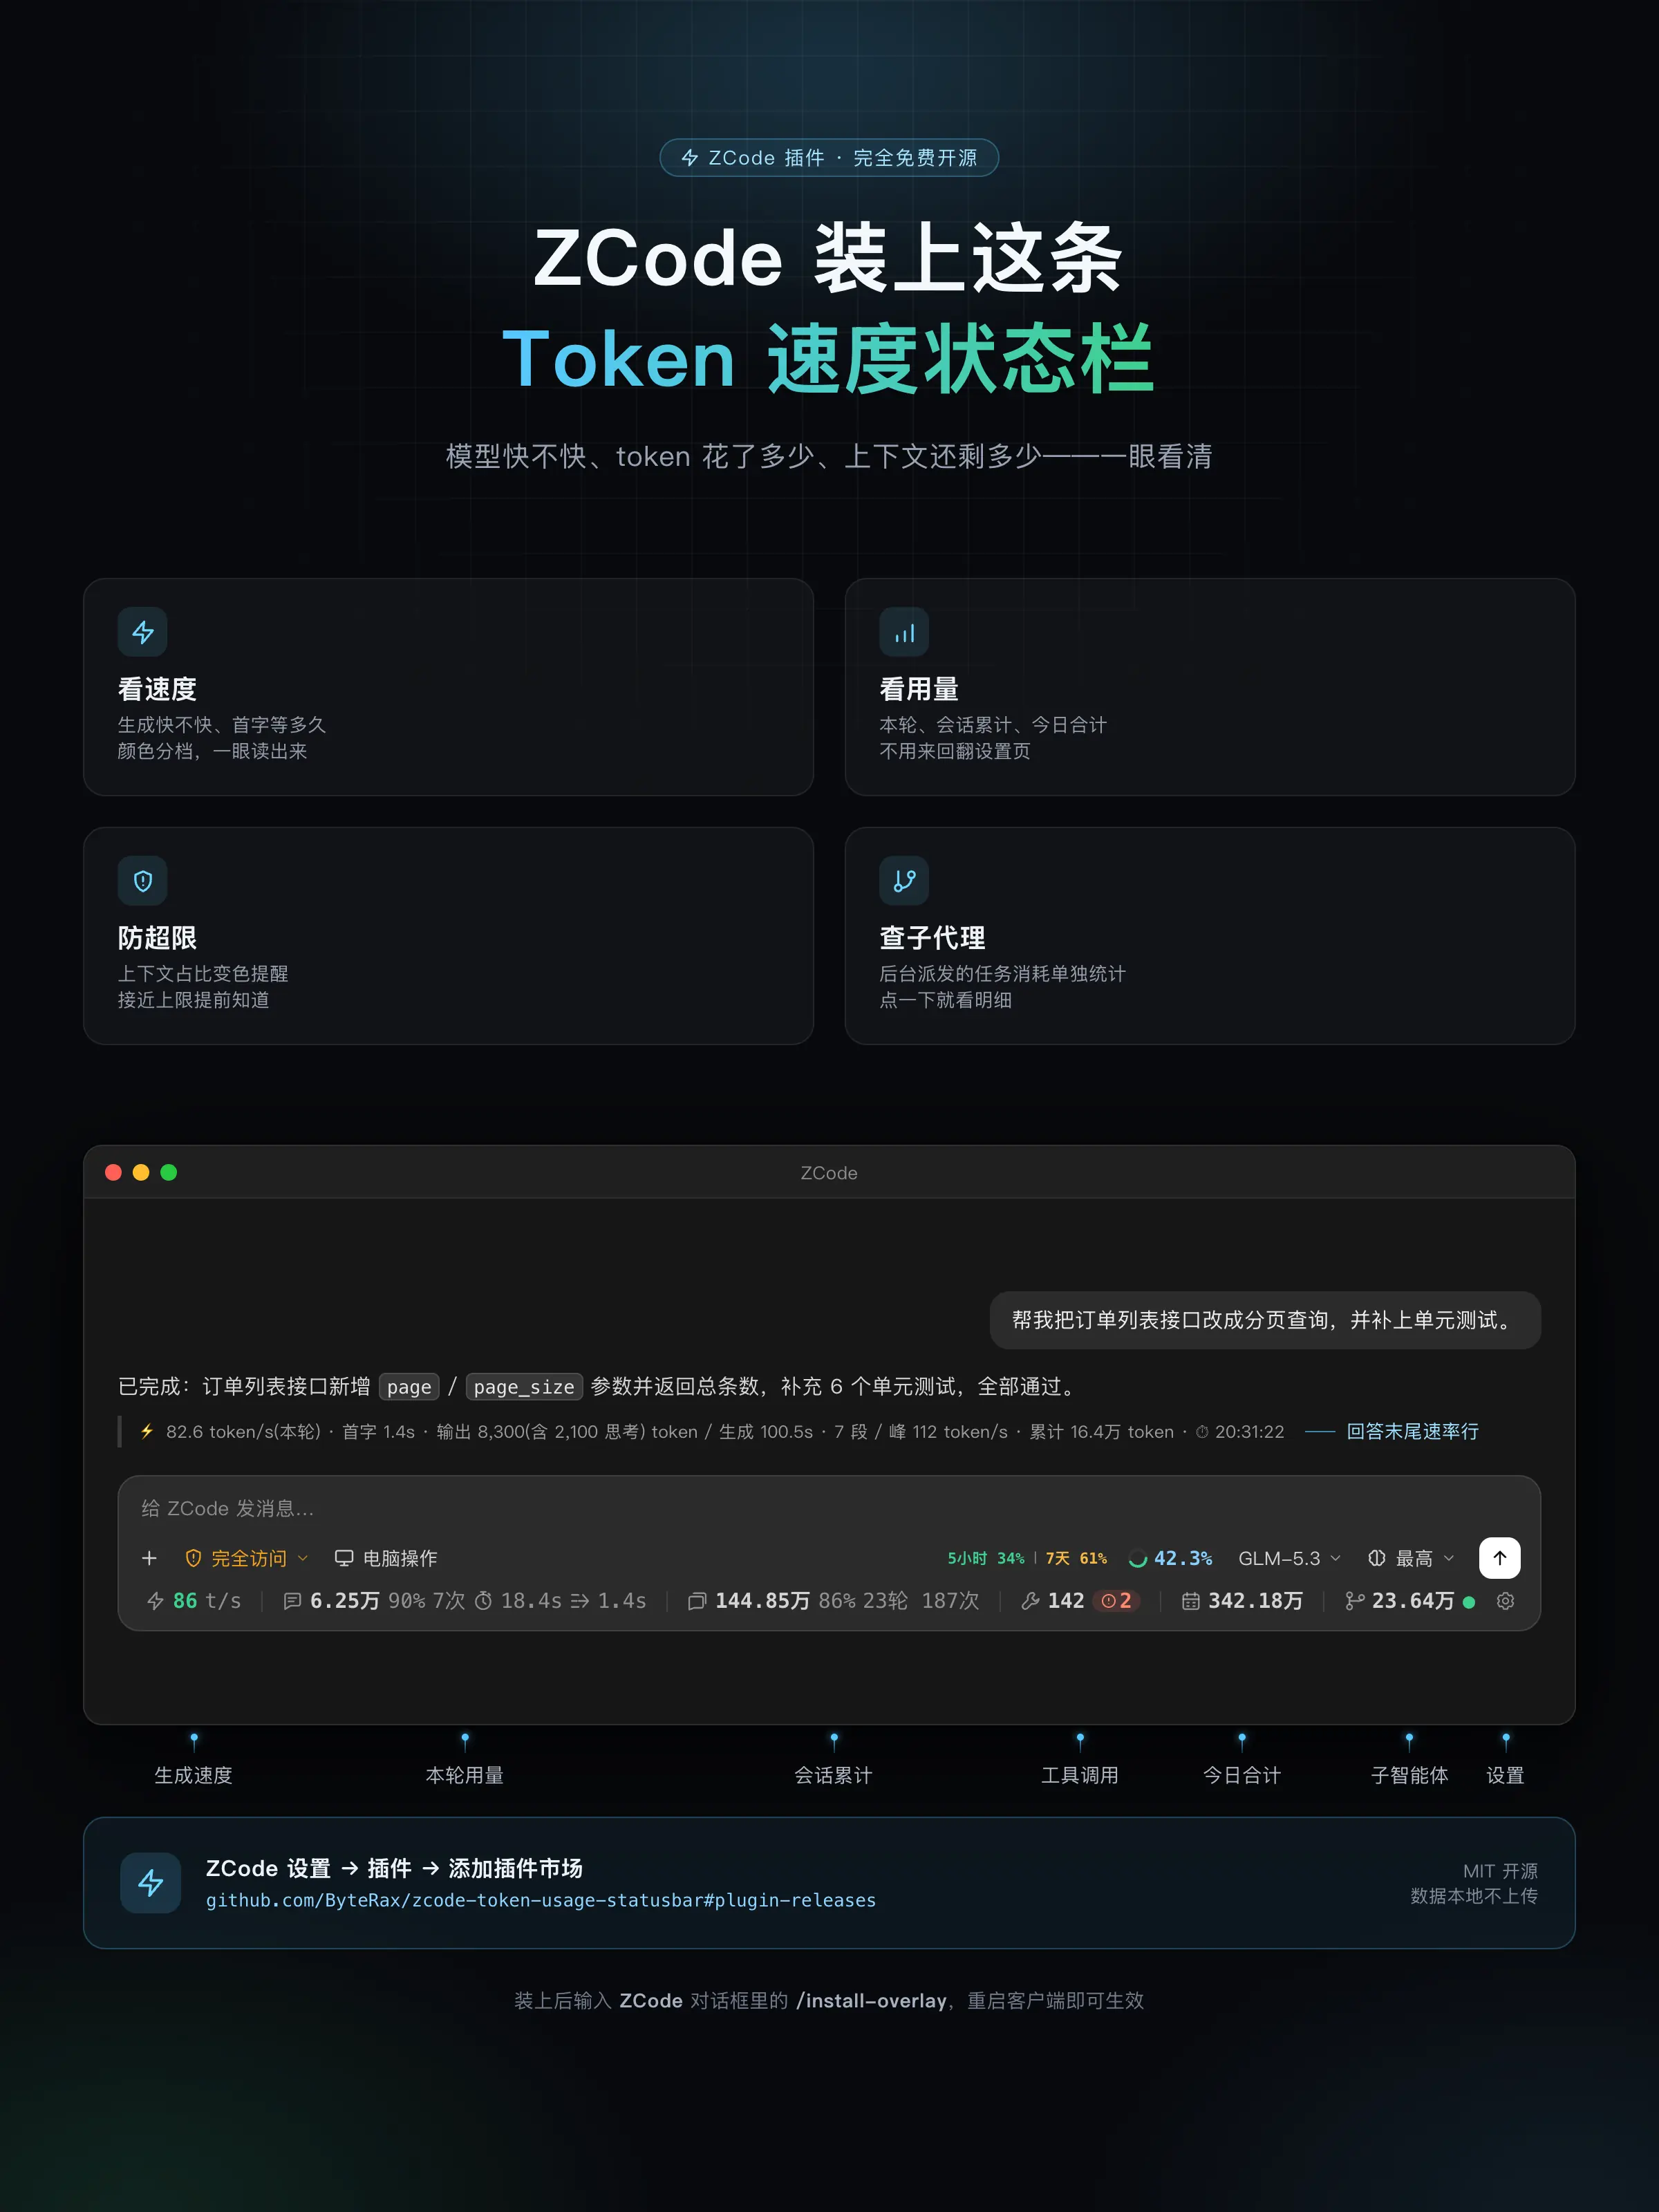 ZCode 插件 · 完全免费开源
ZCode 装上这条
Token 速度状态栏
模型快不快、token 花了多少、上下文还剩多少——一眼看清
看速度
生成快不快、首字等多久
颜色分档，一眼读出来
看用量
本轮、会话累计、今日合计
不用来回翻设置页
防超限
上下文占比变色提醒
接近上限提前知道
查子代理
后台派发的任务消耗单独统计
点一下就看明细
ZCode
帮我把订单列表接口改成分页查询，并补上单元测试。
已完成：订单列表接口新增 page / page_size 参数并返回总条数，补充 6 个单元测试，全部通过。
⚡ 82.6 token/s(本轮) · 首字 1.4s · 输出 8,300(含 2,100 思考) token / 生成 100.5s · 7 段 / 峰 112 token/s · 累计 16.4万 token · ⏱ 20:31:22 —— 回答末尾速率行
给 ZCode 发消息...
+ 完全访问 电脑操作 5小时 34% | 7天 61% 42.3% GLM-5.3 最高
86 t/s | 6.25万 90% 7次 18.4s 1.4s | 144.85万 86% 23轮 187次 | 142 2 | 342.18万 | 23.64万
生成速度 本轮用量 会话累计 工具调用 今日合计 子智能体 设置
ZCode 设置 → 插件 → 添加插件市场
github.com/ByteRax/zcode-token-usage-statusbar#plugin-releases
MIT 开源
数据本地不上传
装上后输入 ZCode 对话框里的 /install-overlay，重启客户端即可生效